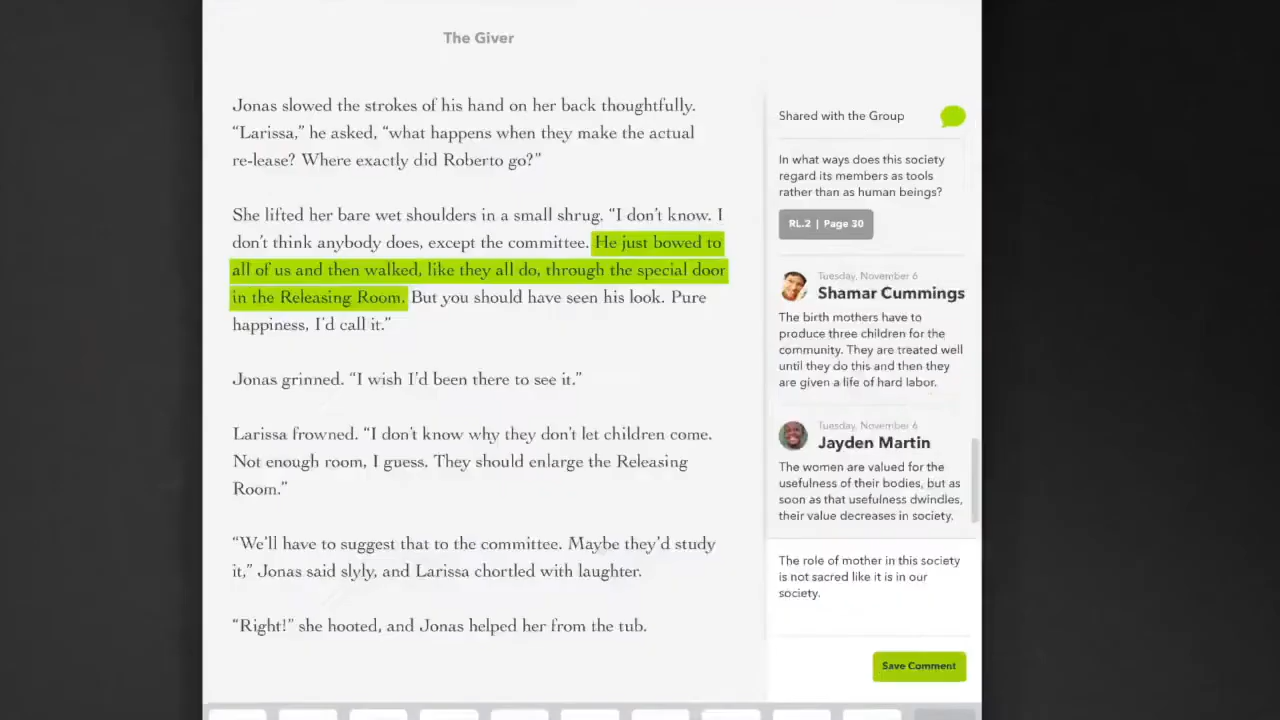 The Giver
Jonas slowed the strokes of his hand on her back thoughtfully.
“Larissa,” he asked, “what happens when they make the actual
re-lease? Where exactly did Roberto go?”
She lifted her bare wet shoulders in a small shrug. “I don’t know. I
don’t think anybody does, except the committee. He just bowed to
all of us and then walked, like they all do, through the special door
in the Releasing Room. But you should have seen his look. Pure
happiness, I’d call it.”
Jonas grinned. “I wish I’d been there to see it.”
Larissa frowned. “I don’t know why they don’t let children come.
Not enough room, I guess. They should enlarge the Releasing
Room.”
“We’ll have to suggest that to the committee. Maybe they’d study
it,” Jonas said slyly, and Larissa chortled with laughter.
“Right!” she hooted, and Jonas helped her from the tub.
Shared with the Group
In what ways does this society
regard its members as tools
rather than as human beings?
RL.2 | Page 30
Tuesday, November 6
Shamar Cummings
The birth mothers have to
produce three children for the
community. They are treated well
until they do this and then they
are given a life of hard labor.
Tuesday, November 6
Jayden Martin
The women are valued for the
usefulness of their bodies, but as
soon as that usefulness dwindles,
their value decreases in society.
The role of mother in this society
is not sacred like it is in our
society.
Save Comment